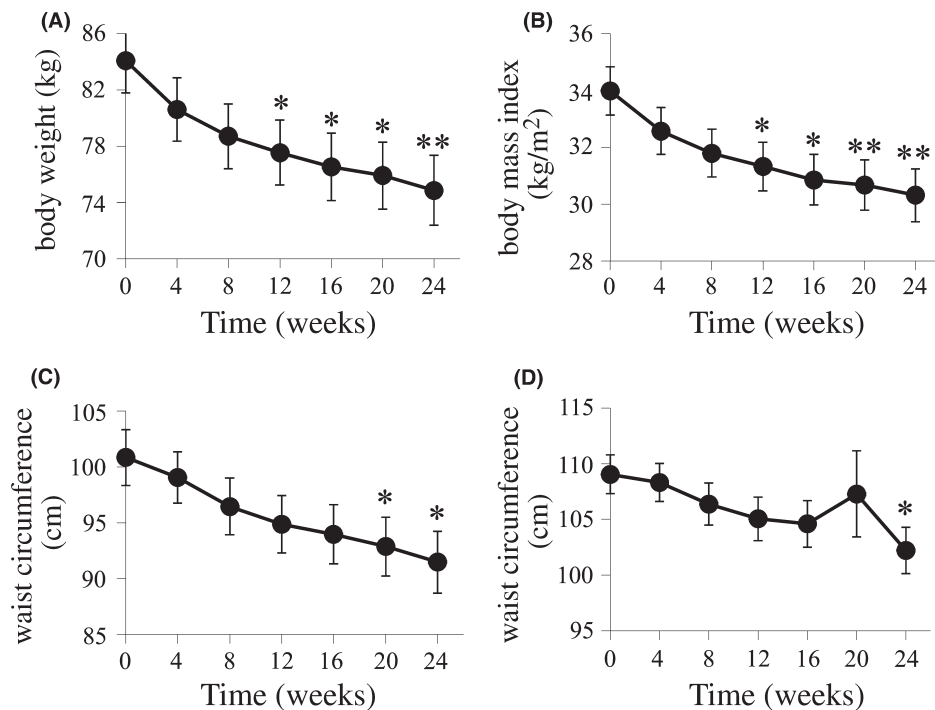 (A)
body weight (kg)
86
82
78
74
70
* * * **
0 4 8 12 16 20 24
Time (weeks)
(B)
body mass index
(kg/m²)
36
34
32
30
28
* * ** **
0 4 8 12 16 20 24
Time (weeks)
(C)
waist circumference
(cm)
105
100
95
90
85
* *
0 4 8 12 16 20 24
Time (weeks)
(D)
waist circumference
(cm)
115
110
105
100
95
*
0 4 8 12 16 20 24
Time (weeks)